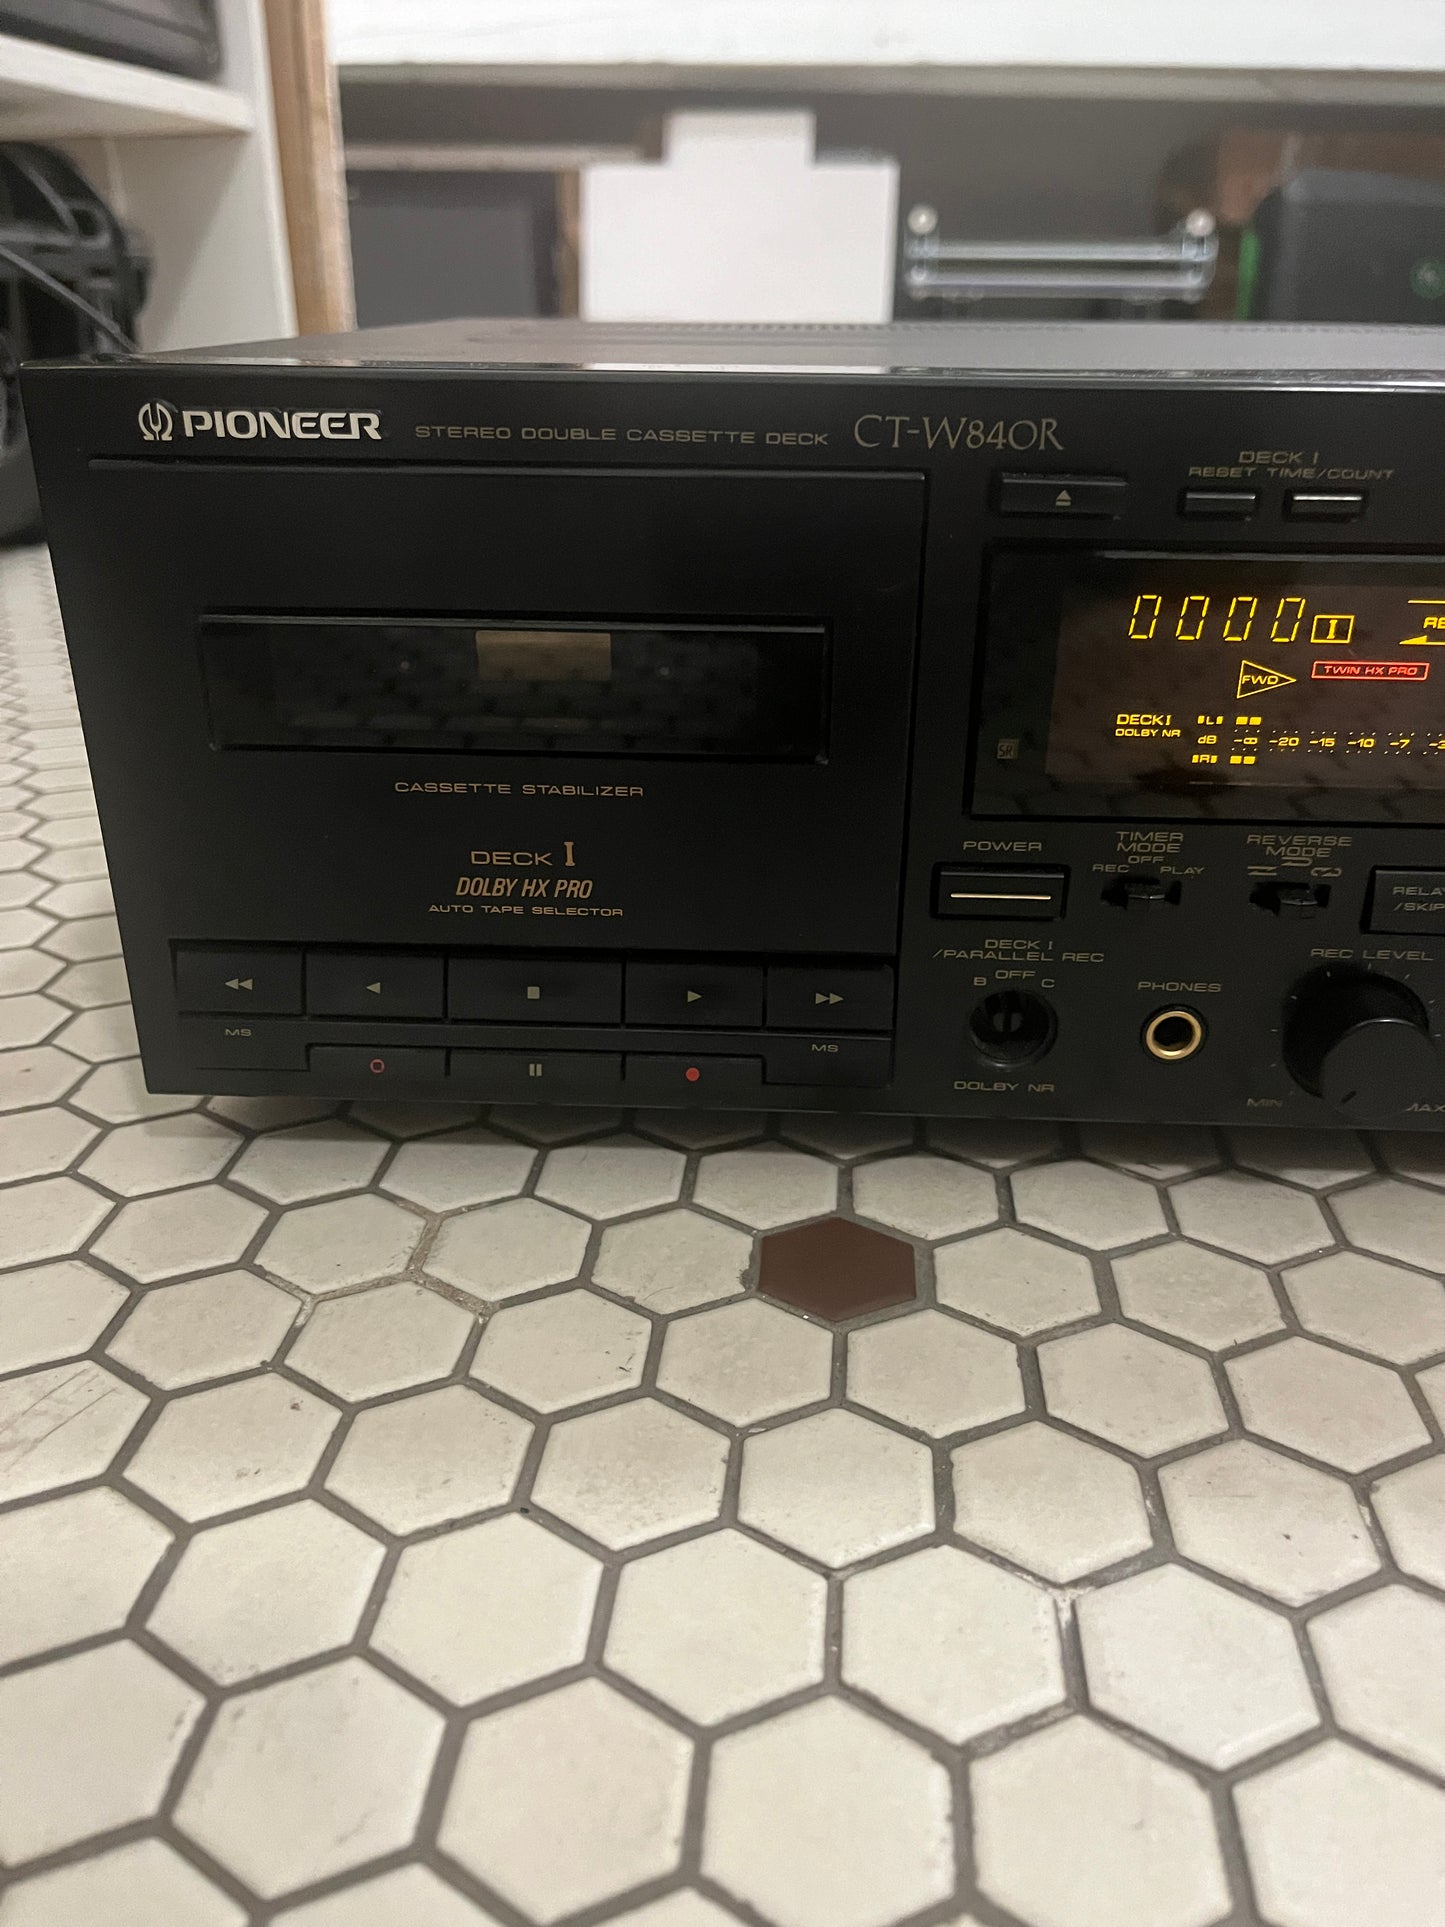 PIONEER STEREO DOUBLE CASSETTE DECK CT-W840R
DECK I
RESET TIME/COUNT
0000 I
FWD TWIN HX PRO
DECK I L
DOLBY NR dB -∞ -20 -15 -10 -7
R
SR
CASSETTE STABILIZER
DECK I
DOLBY HX PRO
AUTO TAPE SELECTOR
POWER
TIMER
MODE
OFF
REC PLAY
REVERSE
MODE
DECK I
/PARALLEL REC
OFF
B C
DOLBY NR
PHONES
REC LEVEL
MIN
MS
MS